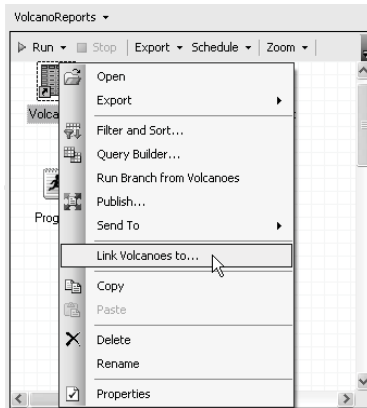 VolcanoReports
Run Stop Export Schedule Zoom
Volca
Open
Export
Filter and Sort...
Query Builder...
Run Branch from Volcanoes
Publish...
Prog
Send To
Link Volcanoes to...
Copy
Paste
Delete
Rename
Properties